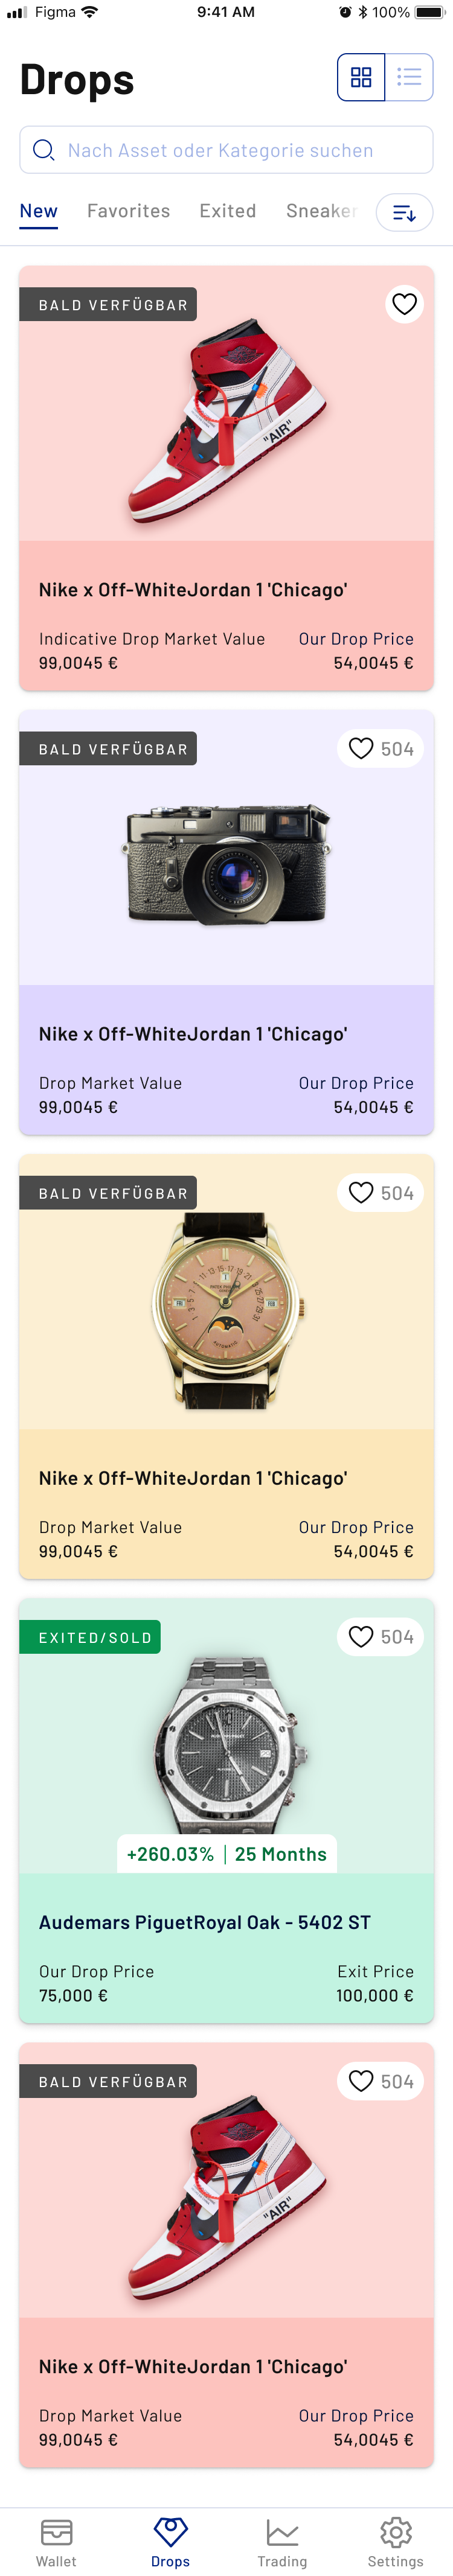 Figma 9:41 AM 100%
Drops
Nach Asset oder Kategorie suchen
New Favorites Exited Sneaker
BALD VERFÜGBAR
"AIR"
Nike x Off-WhiteJordan 1 'Chicago'
Indicative Drop Market Value Our Drop Price
99,0045 € 54,0045 €
BALD VERFÜGBAR 504
Nike x Off-WhiteJordan 1 'Chicago'
Drop Market Value Our Drop Price
99,0045 € 54,0045 €
BALD VERFÜGBAR 504
PATEK PHILIPPE
FRI FEB
AUTOMATIC
Nike x Off-WhiteJordan 1 'Chicago'
Drop Market Value Our Drop Price
99,0045 € 54,0045 €
EXITED/SOLD 504
+260.03% | 25 Months
Audemars PiguetRoyal Oak - 5402 ST
Our Drop Price Exit Price
75,000 € 100,000 €
BALD VERFÜGBAR 504
"AIR"
Nike x Off-WhiteJordan 1 'Chicago'
Drop Market Value Our Drop Price
99,0045 € 54,0045 €
Wallet Drops Trading Settings